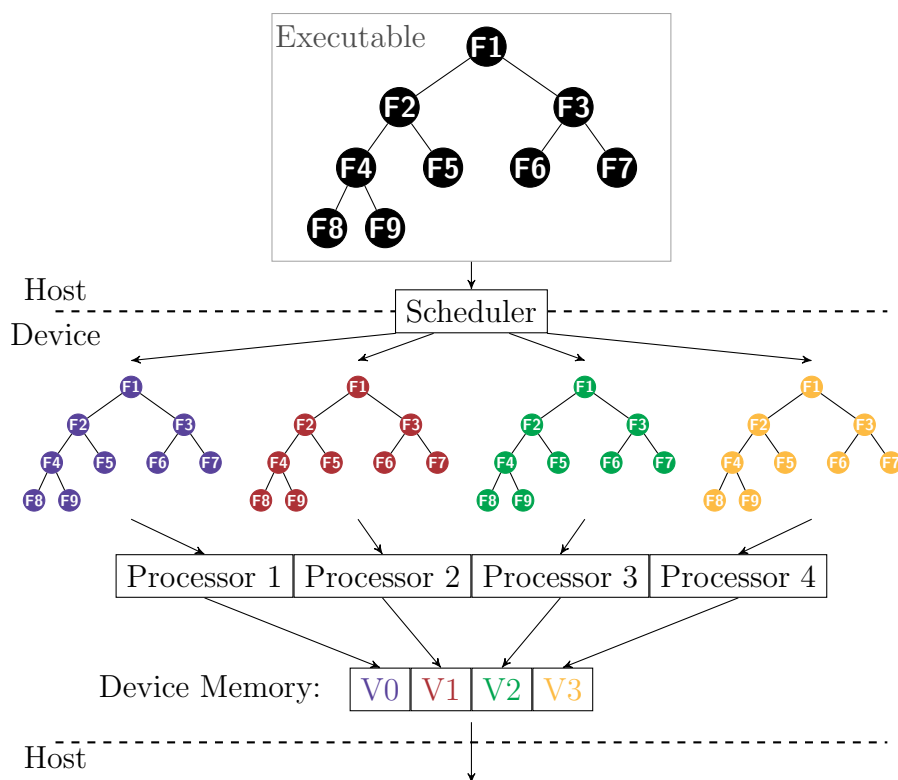 Executable
F1
F2 F3
F4 F5 F6 F7
F8 F9
Host
Scheduler
Device
F1 F1 F1 F1
F2 F3 F2 F3 F2 F3 F2 F3
F4 F5 F6 F7 F4 F5 F6 F7 F4 F5 F6 F7 F4 F5 F6 F7
F8 F9 F8 F9 F8 F9 F8 F9
Processor 1 Processor 2 Processor 3 Processor 4
Device Memory: V0 V1 V2 V3
Host